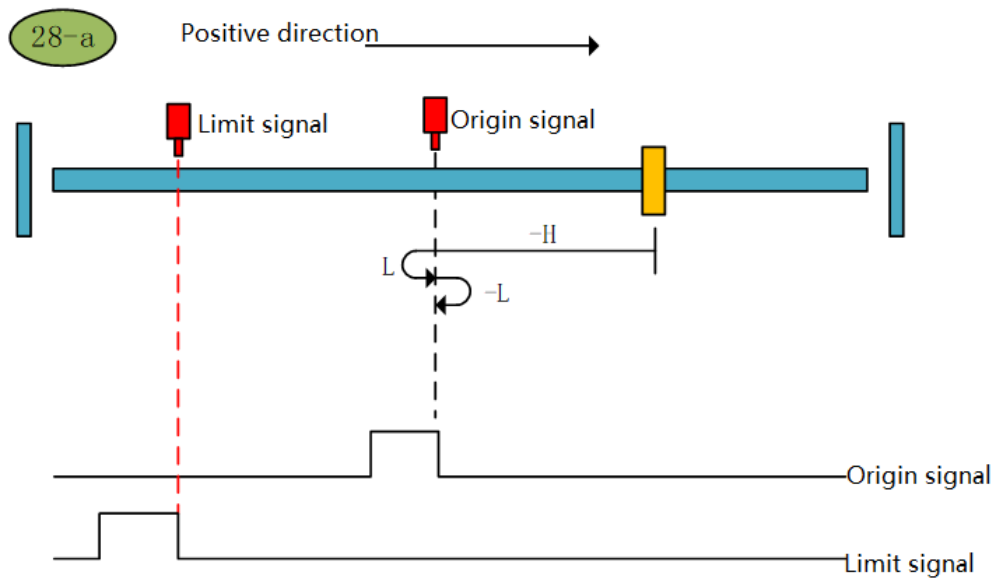 28-a
Positive direction
Limit signal
Origin signal
-H
L
-L
Origin signal
Limit signal